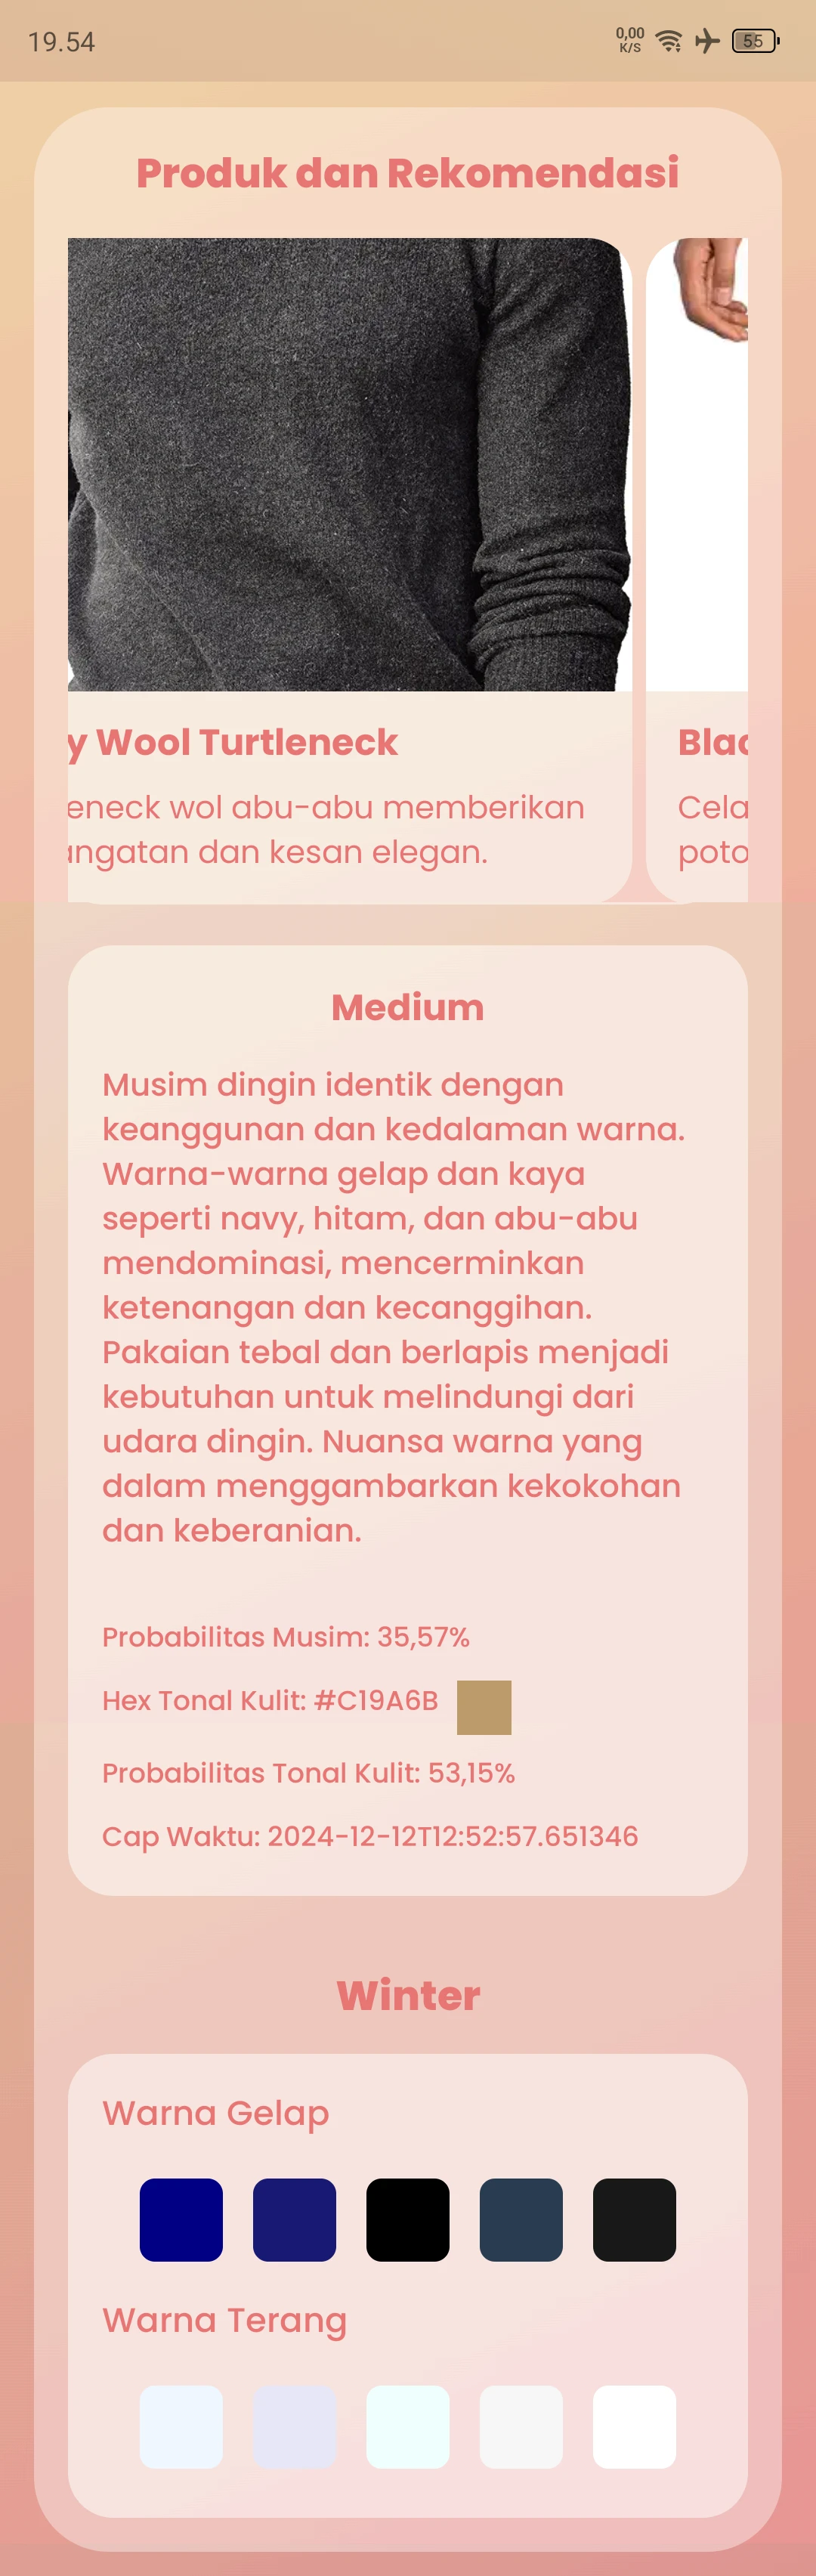 19.54
0,00
K/S
55
Produk dan Rekomendasi
y Wool Turtleneck
eneck wol abu-abu memberikan
angatan dan kesan elegan.
Blac
Cela
poto
Medium
Musim dingin identik dengan
keanggunan dan kedalaman warna.
Warna-warna gelap dan kaya
seperti navy, hitam, dan abu-abu
mendominasi, mencerminkan
ketenangan dan kecanggihan.
Pakaian tebal dan berlapis menjadi
kebutuhan untuk melindungi dari
udara dingin. Nuansa warna yang
dalam menggambarkan kekokohan
dan keberanian.
Probabilitas Musim: 35,57%
Hex Tonal Kulit: #C19A6B
Probabilitas Tonal Kulit: 53,15%
Cap Waktu: 2024-12-12T12:52:57.651346
Winter
Warna Gelap
Warna Terang